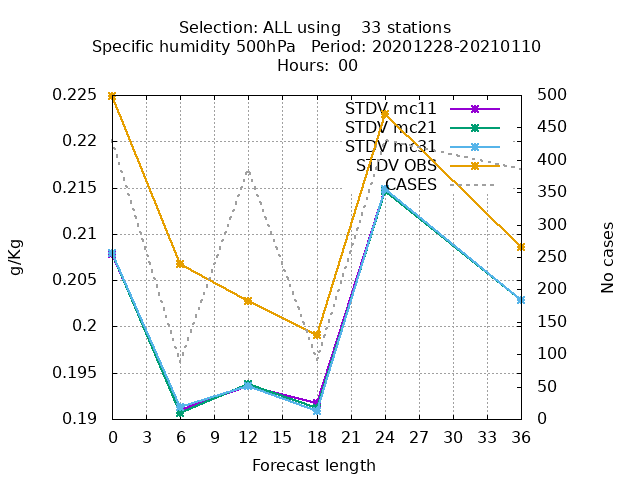 Selection: ALL using    33 stations
Specific humidity 500hPa   Period: 20201228-20210110
Hours:  00
STDV mc11
STDV mc21
STDV mc31
STDV OBS
CASES
g/Kg
0.225
0.22
0.215
0.21
0.205
0.2
0.195
0.19
500
450
400
350
300
250
200
150
100
50
0
No cases
0 3 6 9 12 15 18 21 24 27 30 33 36
Forecast length